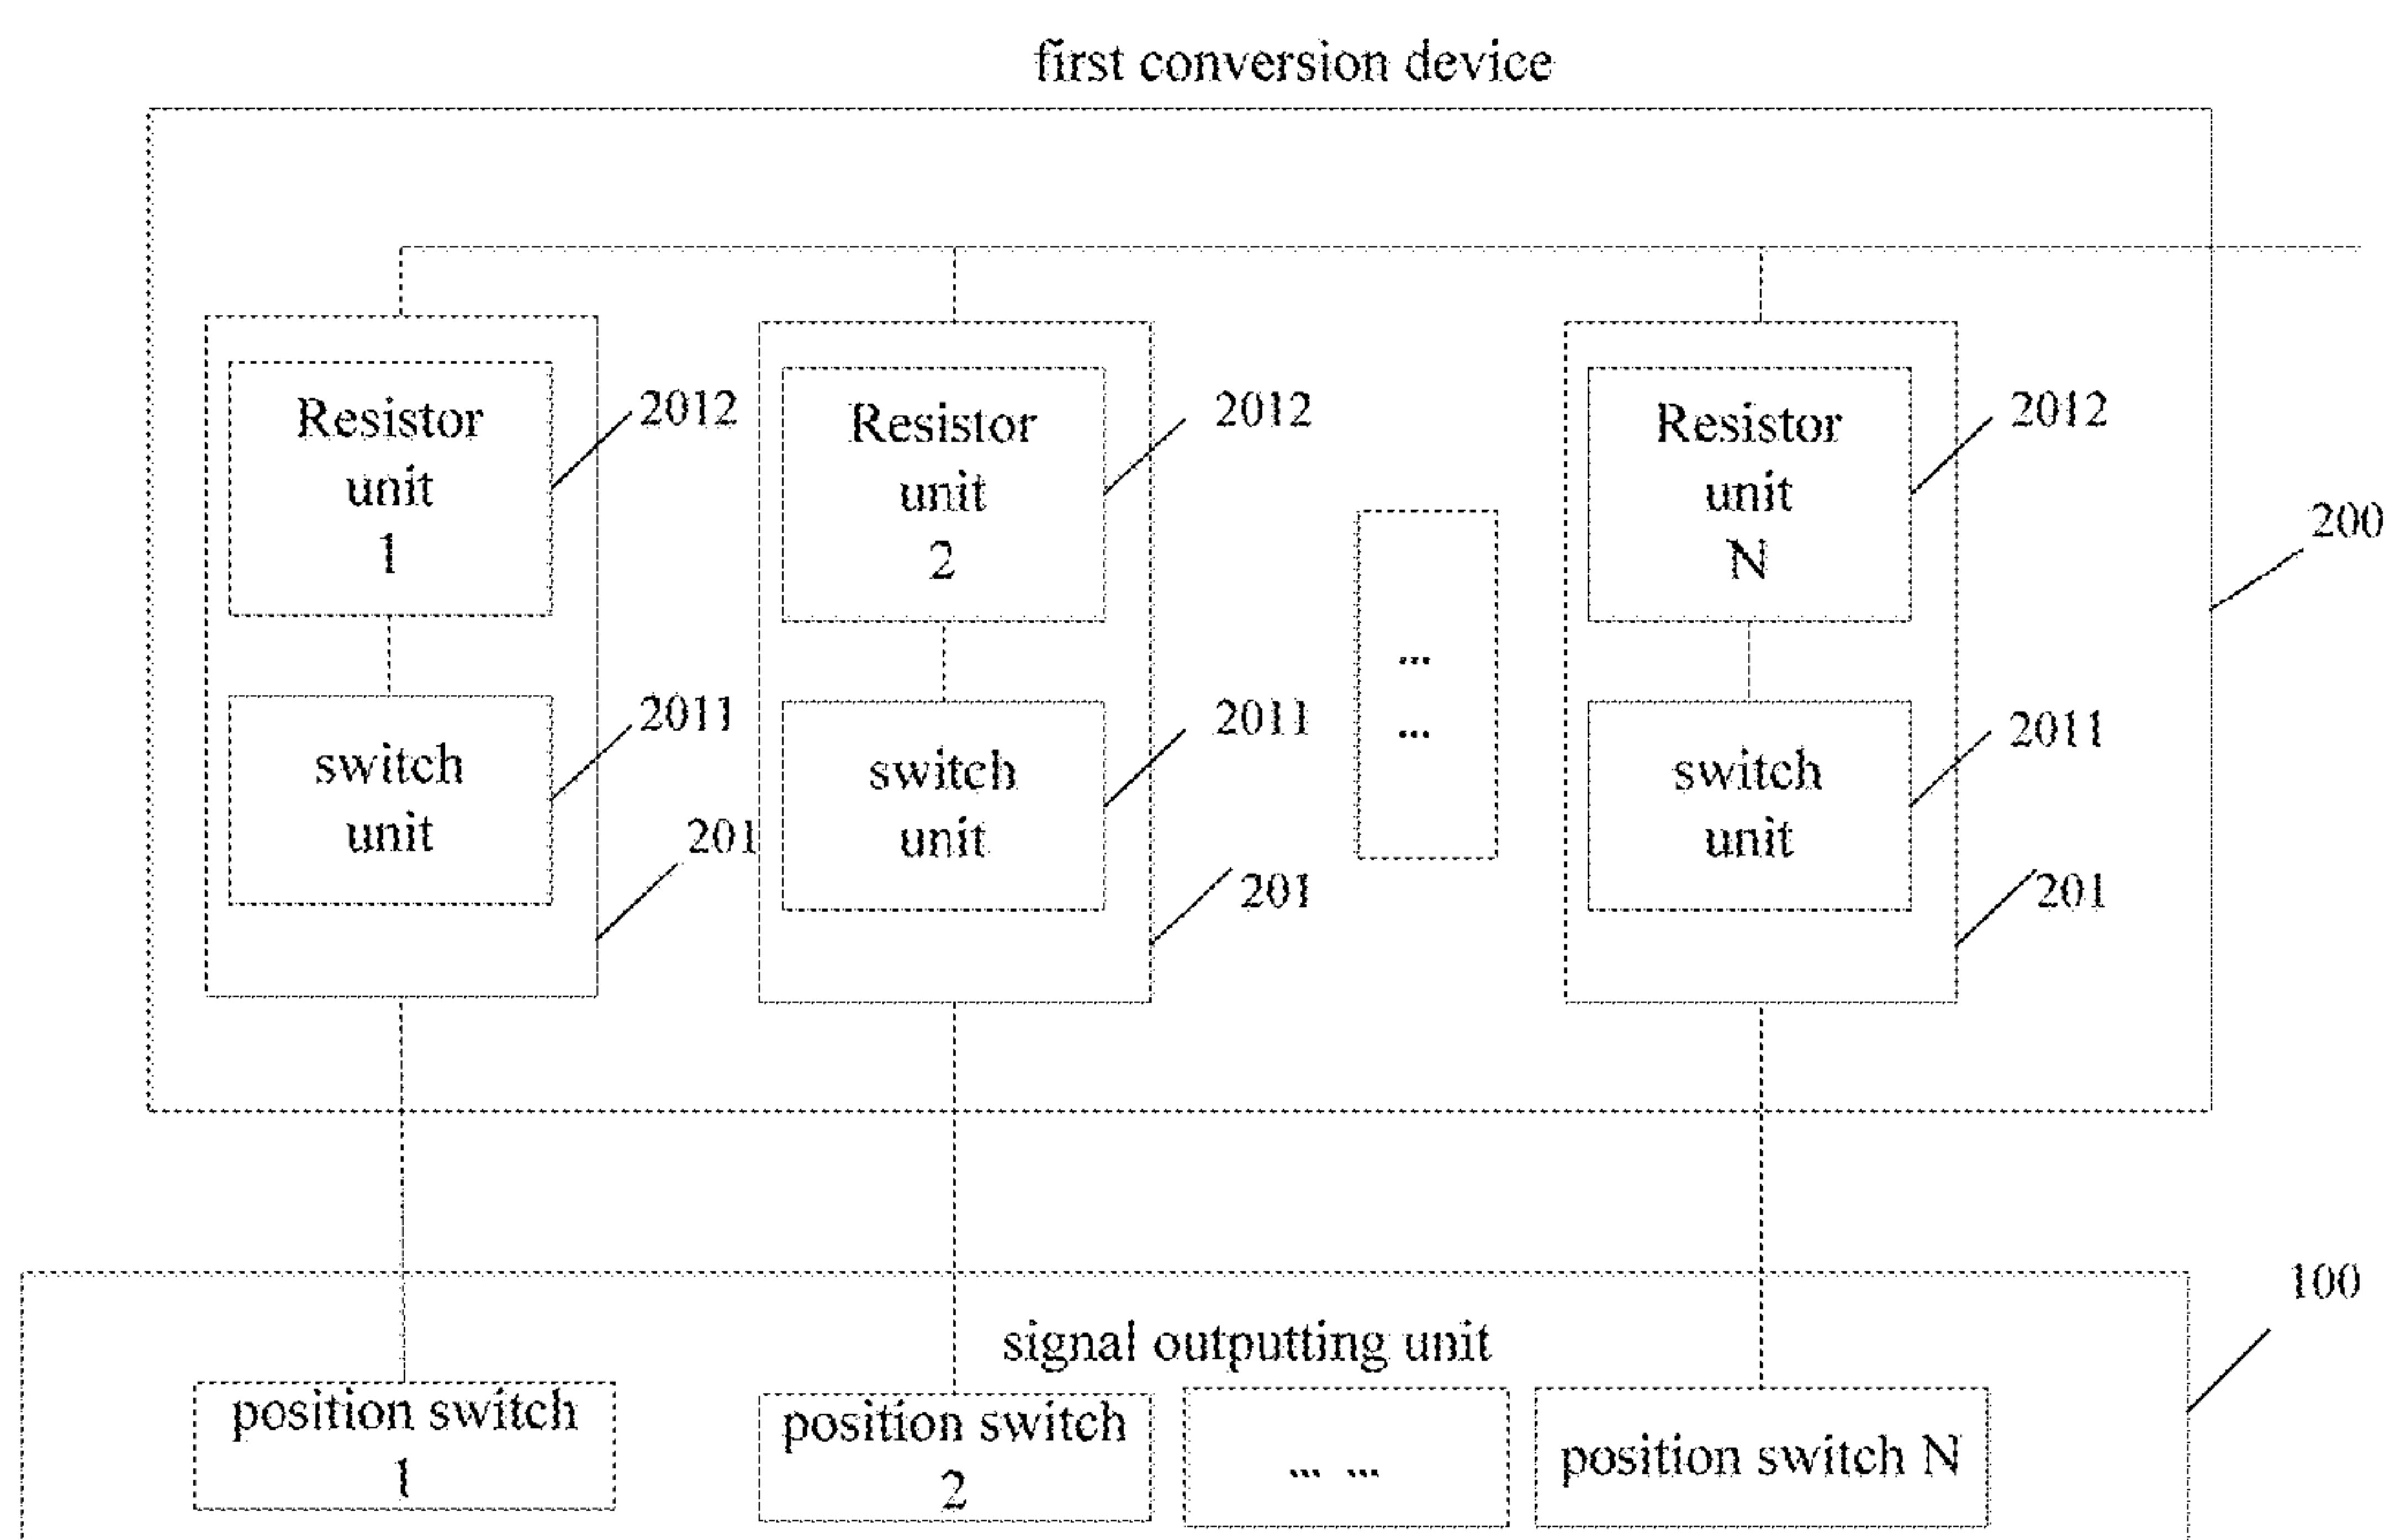 first conversion device
Resistor
unit
1
2012
Resistor
unit
2
2012
Resistor
unit
N
2012
200
...
...
switch
unit
2011
switch
unit
2011
switch
unit
2011
201
201
201
100
signal outputting unit
position switch
1
position switch
2
... ...
position switch N